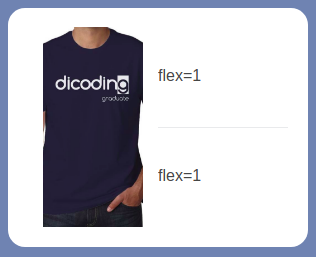 dicoding
graduate
flex=1
flex=1